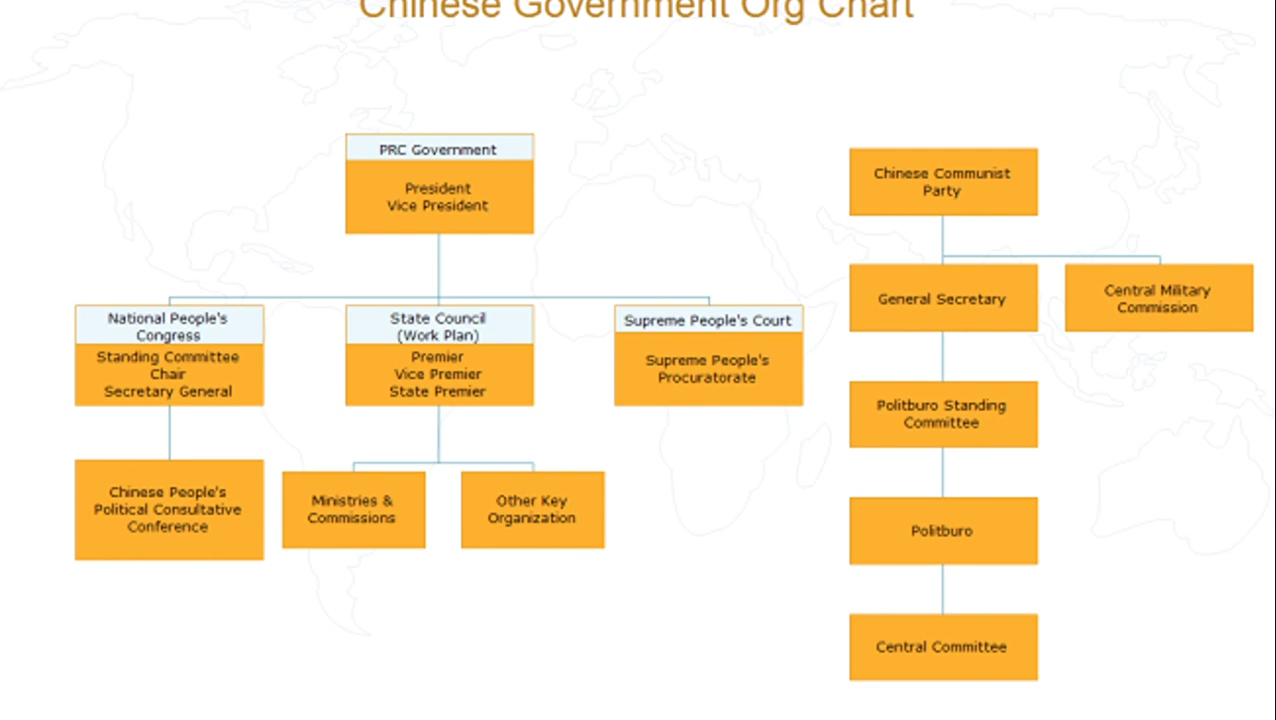 Chinese Government Org Chart
PRC Government
President
Vice President
National People's
Congress
Standing Committee
Chair
Secretary General
State Council
(Work Plan)
Premier
Vice Premier
State Premier
Supreme People's Court
Supreme People's
Procuratorate
Chinese People's
Political Consultative
Conference
Ministries &
Commissions
Other Key
Organization
Chinese Communist
Party
General Secretary
Central Military
Commission
Politburo Standing
Committee
Politburo
Central Committee